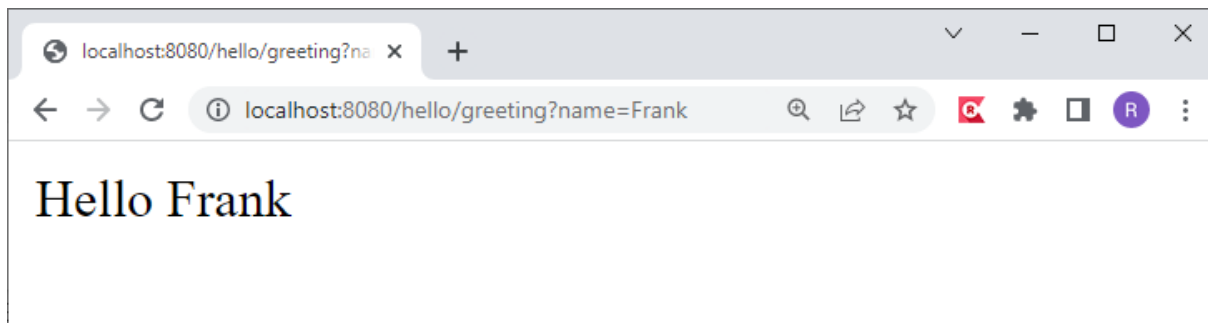 localhost:8080/hello/greeting?na
localhost:8080/hello/greeting?name=Frank
R
R
Hello Frank